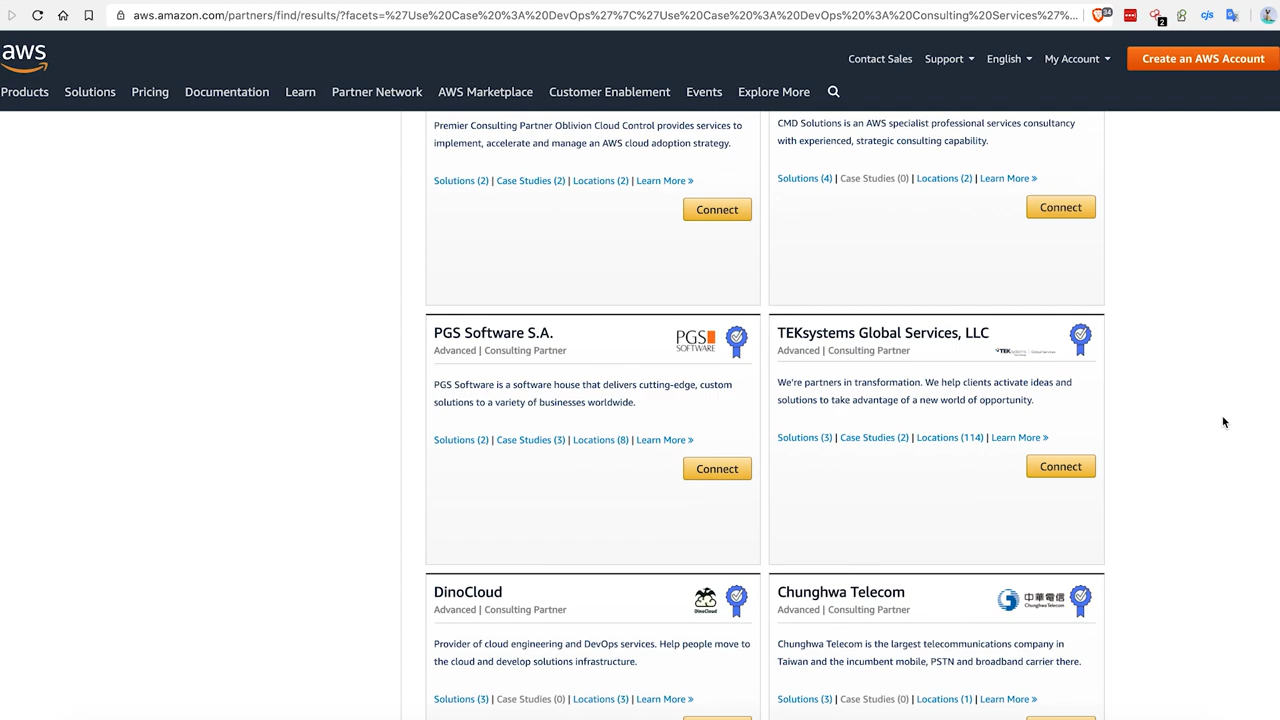 aws.amazon.com/partners/find/results/?facets=%27Use%20Case%20%3A%20DevOps%27%7C%27Use%20Case%20%3A%20DevOps%20%3A%20Consulting%20Services%27%...
34
2
cjs
aws
Contact Sales Support English My Account Create an AWS Account
Products Solutions Pricing Documentation Learn Partner Network AWS Marketplace Customer Enablement Events Explore More
Premier Consulting Partner Oblivion Cloud Control provides services to
implement, accelerate and manage an AWS cloud adoption strategy.
Solutions (2) | Case Studies (2) | Locations (2) | Learn More »
Connect
CMD Solutions is an AWS specialist professional services consultancy
with experienced, strategic consulting capability.
Solutions (4) | Case Studies (0) | Locations (2) | Learn More »
Connect
PGS Software S.A.
Advanced | Consulting Partner
PGS
SOFTWARE
PGS Software is a software house that delivers cutting-edge, custom
solutions to a variety of businesses worldwide.
Solutions (2) | Case Studies (3) | Locations (8) | Learn More »
Connect
TEKsystems Global Services, LLC
Advanced | Consulting Partner
TEKsystems Global Services
We're partners in transformation. We help clients activate ideas and
solutions to take advantage of a new world of opportunity.
Solutions (3) | Case Studies (2) | Locations (114) | Learn More »
Connect
DinoCloud
Advanced | Consulting Partner
DinoCloud
Provider of cloud engineering and DevOps services. Help people move to
the cloud and develop solutions infrastructure.
Solutions (3) | Case Studies (0) | Locations (3) | Learn More »
Chunghwa Telecom
Advanced | Consulting Partner
中華電信
Chunghwa Telecom
Chunghwa Telecom is the largest telecommunications company in
Taiwan and the incumbent mobile, PSTN and broadband carrier there.
Solutions (3) | Case Studies (0) | Locations (1) | Learn More »